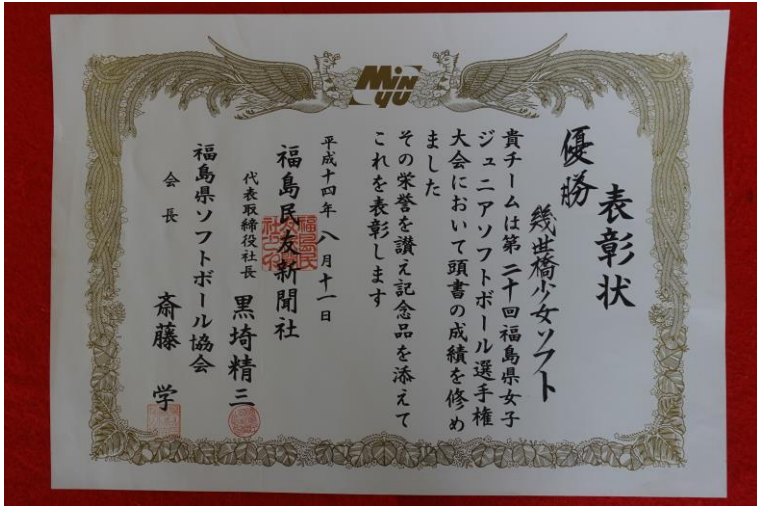 MiN
yU
表彰状
優勝
幾世橋少女ソフト
貴チームは第二十回福島県女子
ジュニアソフトボール選手権
大会において頭書の成績を修め
ました
その栄誉を讃え記念品を添えて
これを表彰します
平成十四年八月十一日
福島民友新聞社
代表取締役社長 黒埼精三
福島県ソフトボール協会
会長 斎藤学